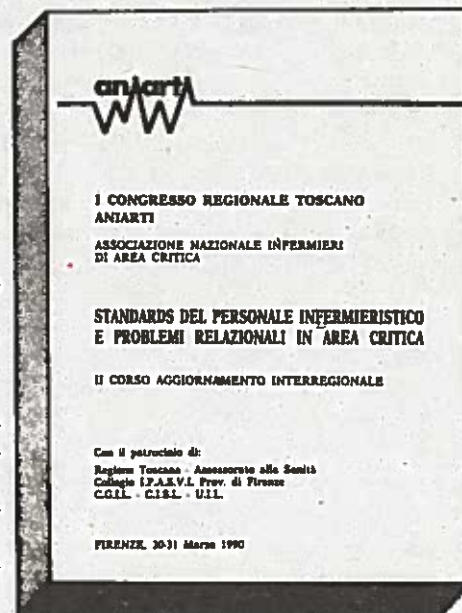 aniarti
I CONGRESSO REGIONALE TOSCANO
ANIARTI
ASSOCIAZIONE NAZIONALE INFERMIERI
DI AREA CRITICA
STANDARDS DEL PERSONALE INFERMIERISTICO
E PROBLEMI RELAZIONALI IN AREA CRITICA
II CORSO AGGIORNAMENTO INTERREGIONALE
Con il patrocinio di:
Regione Toscana - Assessorato alla Sanità
Collegio I.P.A.S.V.I. Prov. di Firenze
C.G.I.L. - C.I.S.L. - U.I.L.
FIRENZE, 30-31 Marzo 1990